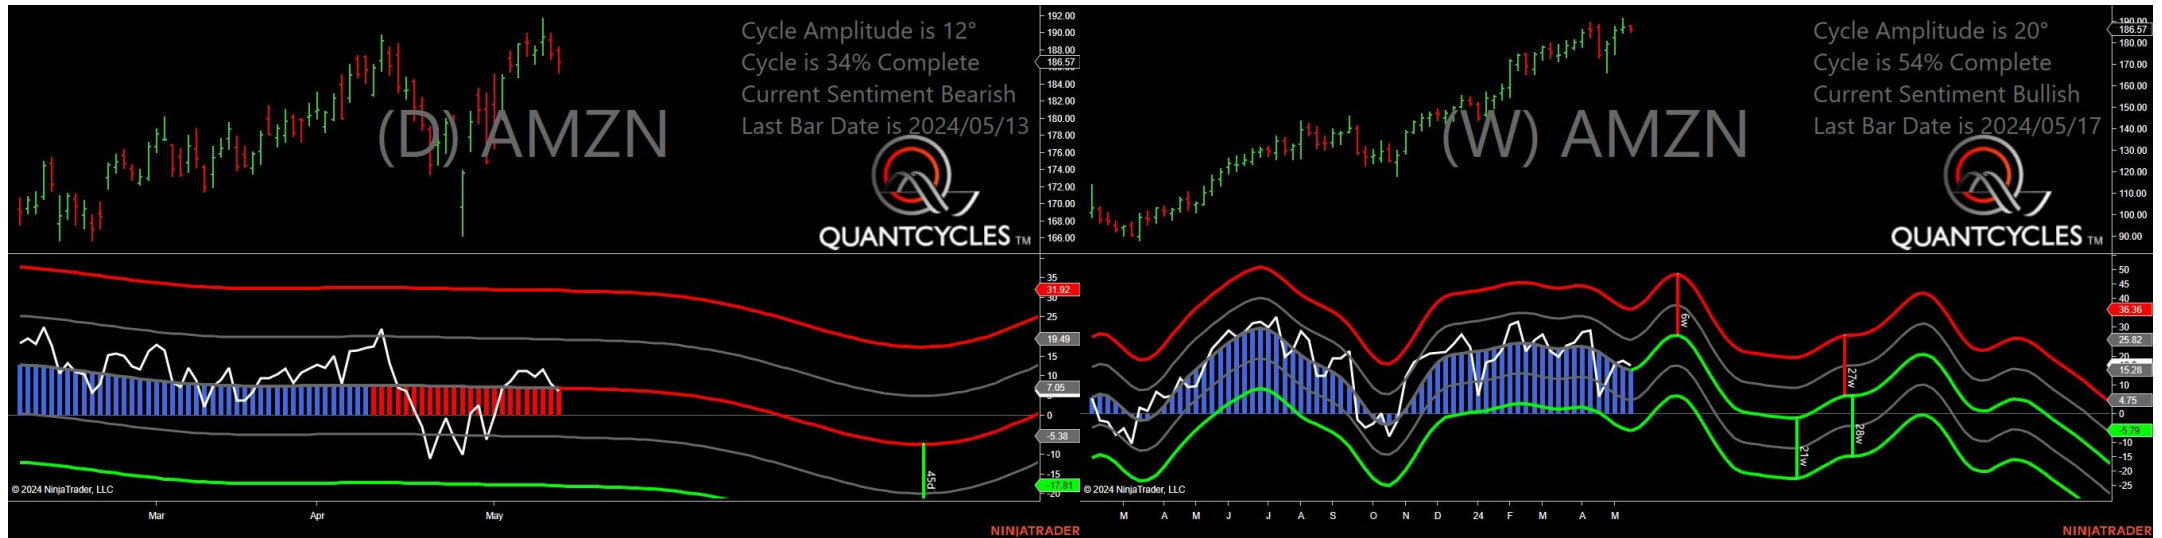 Cycle Amplitude is 12°
Cycle is 34% Complete
Current Sentiment Bearish
Last Bar Date is 2024/05/13
(D) AMZN
QUANTCYCLES TM
192.00
190.00
188.00
186.57
184.00
182.00
180.00
178.00
176.00
174.00
172.00
170.00
168.00
166.00
35
31.92
30
25
19.49
15
10
7.05
0
-5.38
-10
-15
-17.81
-20
45d
© 2024 NinjaTrader, LLC
Mar
Apr
May
NINJATRADER
Cycle Amplitude is 20°
Cycle is 54% Complete
Current Sentiment Bullish
Last Bar Date is 2024/05/17
(W) AMZN
QUANTCYCLES TM
190.00
186.57
180.00
170.00
160.00
150.00
140.00
130.00
120.00
110.00
100.00
90.00
50
45
40
36.36
30
25.82
20
15.28
10
4.75
0
-5.79
-10
-15
-20
-25
6w
27w
21w
28w
© 2024 NinjaTrader, LLC
M A M J J A S O N D 24 F M A M
NINJATRADER